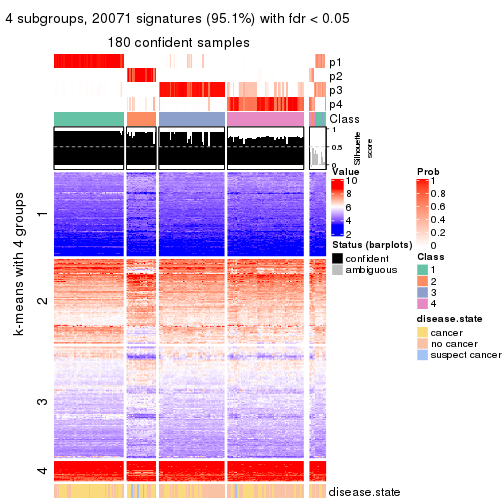 4 subgroups, 20071 signatures (95.1%) with fdr < 0.05
180 confident samples
p1
p2
p3
p4
Class
1
0.5
0
Silhouette
score
k-means with 4 groups
1
2
3
4
disease.state
Value
10
8
6
4
2
Status (barplots)
confident
ambiguous
Prob
1
0.8
0.6
0.4
0.2
0
Class
1
2
3
4
disease.state
cancer
no cancer
suspect cancer